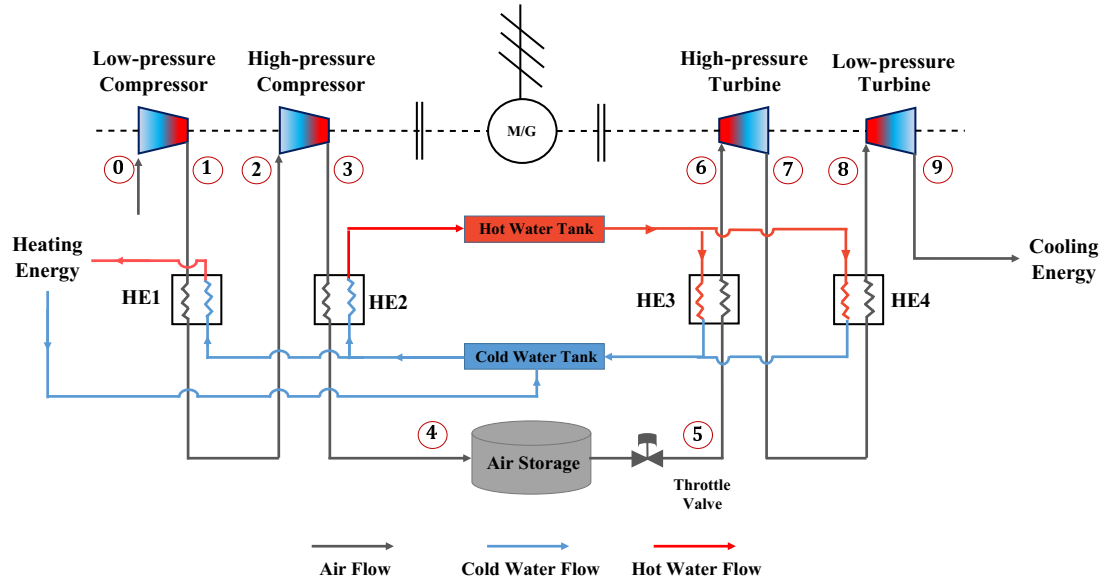 Low-pressure
Compressor
High-pressure
Compressor
M/G
High-pressure
Turbine
Low-pressure
Turbine
0
1
2
3
6
7
8
9
Heating
Energy
Hot Water Tank
Cooling
Energy
HE1
HE2
HE3
HE4
Cold Water Tank
4
5
Air Storage
Throttle
Valve
Air Flow
Cold Water Flow
Hot Water Flow